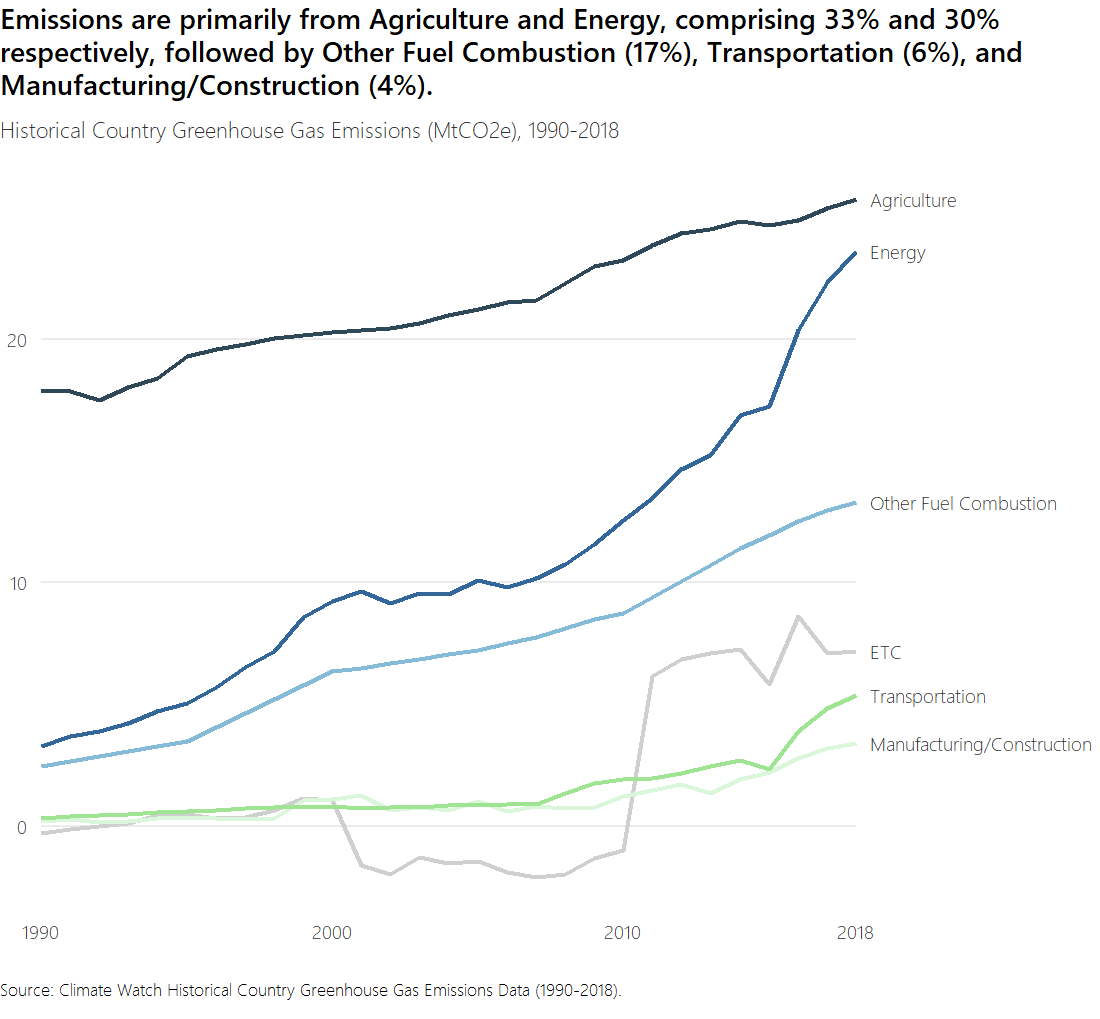 Emissions are primarily from Agriculture and Energy, comprising 33% and 30%
respectively, followed by Other Fuel Combustion (17%), Transportation (6%), and
Manufacturing/Construction (4%).
Historical Country Greenhouse Gas Emissions (MtCO2e), 1990-2018
Agriculture
Energy
20
Other Fuel Combustion
10
ETC
Transportation
Manufacturing/Construction
0
1990 2000 2010 2018
Source: Climate Watch Historical Country Greenhouse Gas Emissions Data (1990-2018).